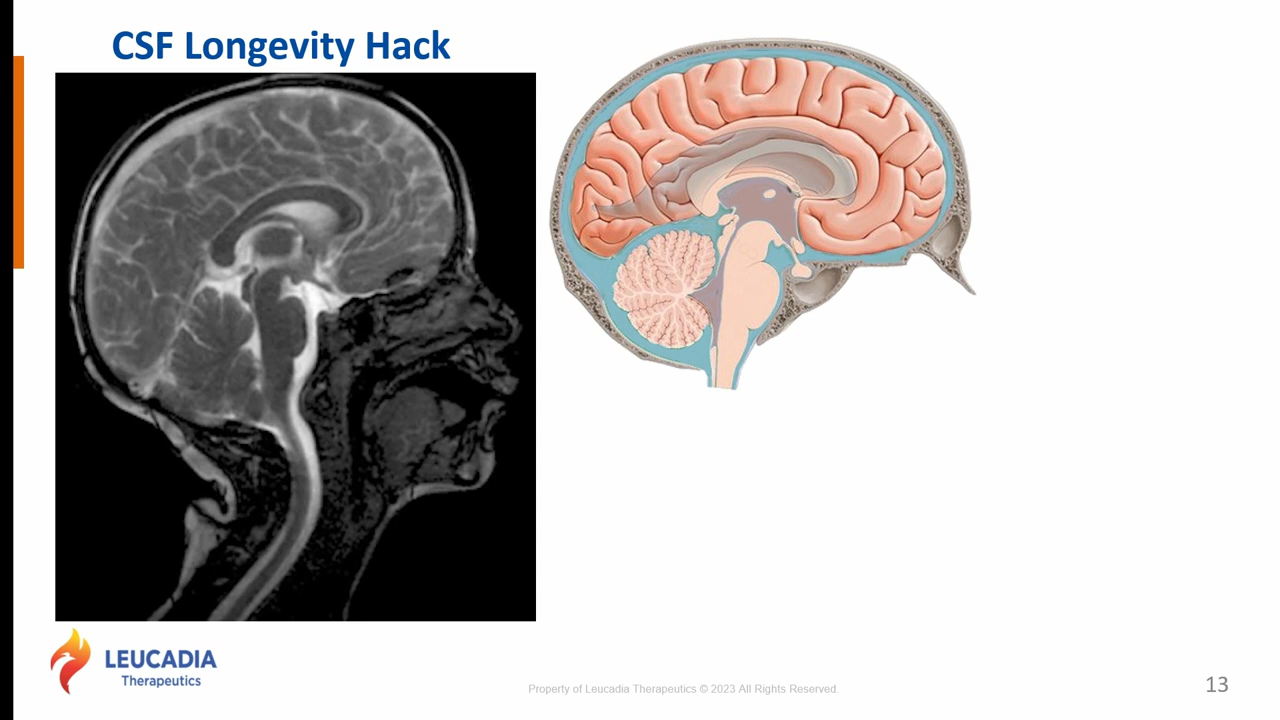 CSF Longevity Hack
LEUCADIA
Therapeutics
Property of Leucadia Therapeutics © 2023 All Rights Reserved.
13